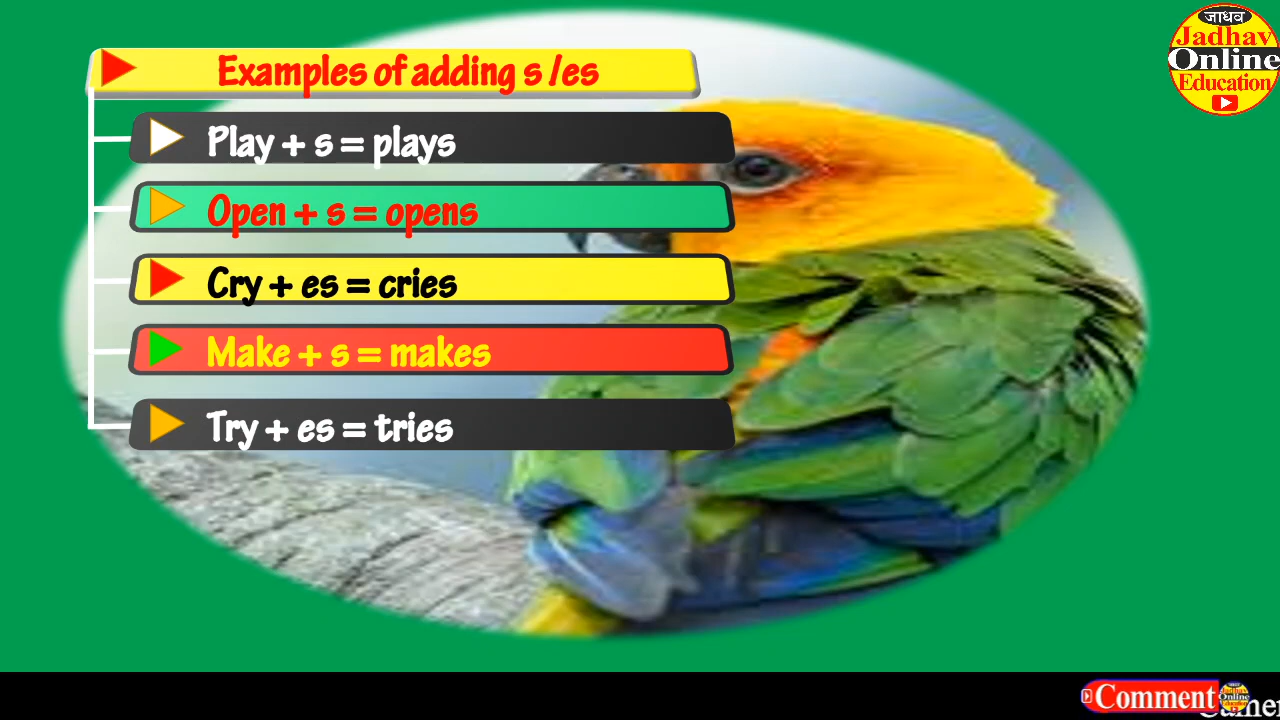 जाधव
Jadhav
Online
Education
Examples of adding s /es
Play + s = plays
Open + s = opens
Cry + es = cries
Make + s = makes
Try + es = tries
Comment